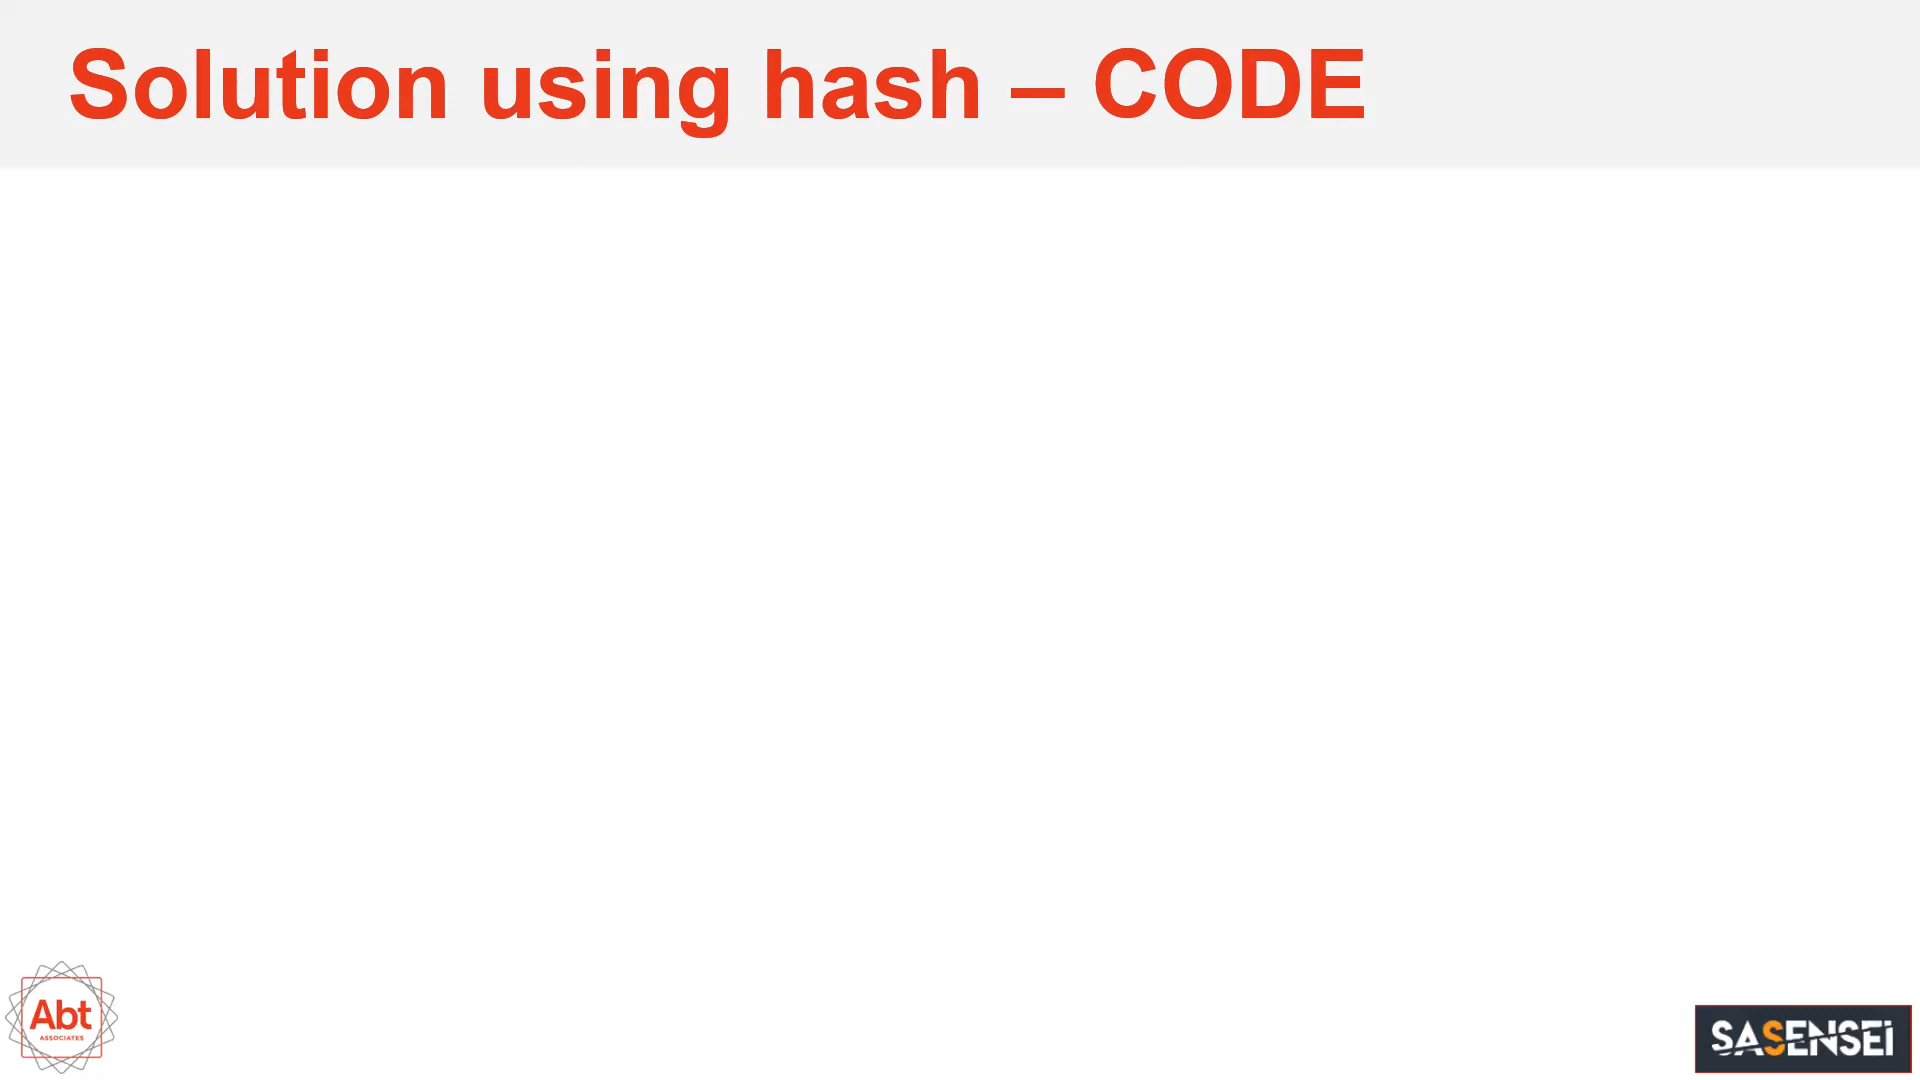 Solution using hash – CODE
Abt
ASSOCIATES
SASENSEI